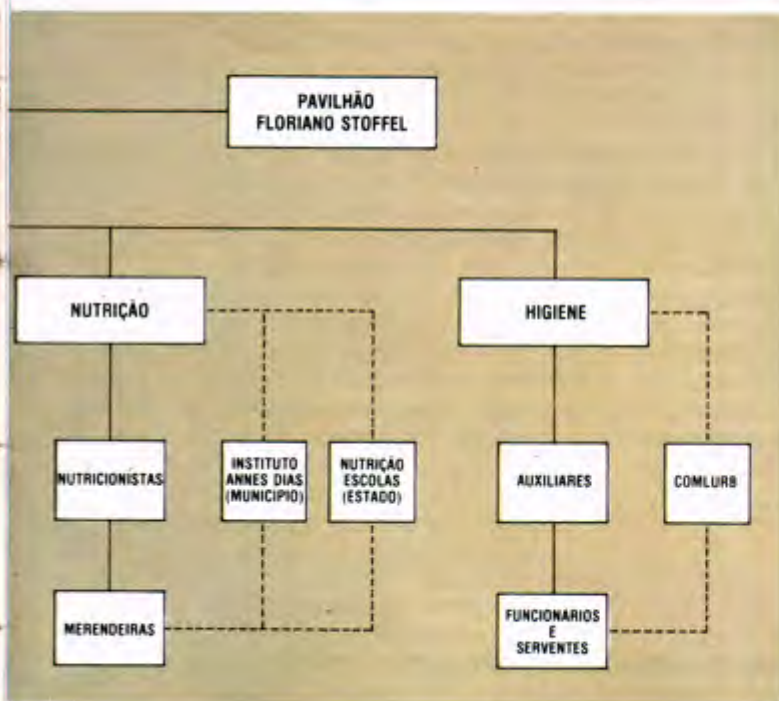 PAVILHÃO
FLORIANO STOFFEL
NUTRIÇÃO
HIGIENE
NUTRICIONISTAS
INSTITUTO
ANNES DIAS
(MUNICIPIO)
NUTRIÇÃO
ESCOLAS
(ESTADO)
AUXILIARES
COMLURB
MERENDEIRAS
FUNCIONARIOS
E
SERVENTES